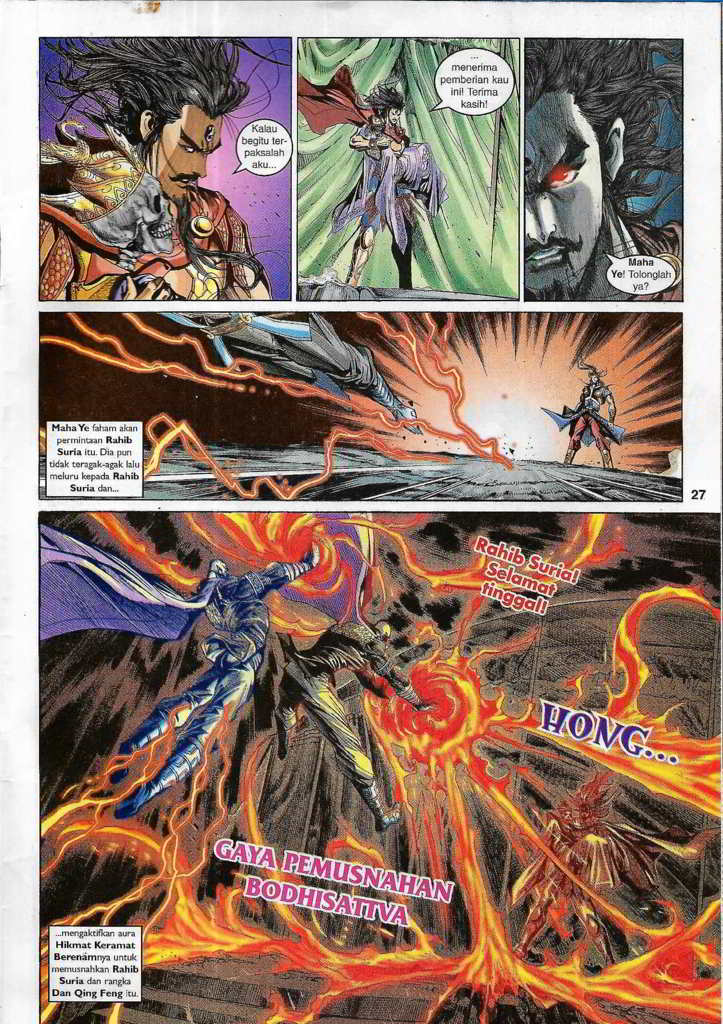 Kalau
begitu ter-
paksalah
aku...
...
menerima
pemberian kau
ini! Terima
kasih!
Maha
Ye! Tolonglah
ya?
Maha Ye faham akan
permintaan Rahib
Suria itu. Dia pun
tidak teragak-agak lalu
meluru kepada Rahib
Suria dan...
27
Rahib Suria!
Selamat
tinggal!
HONG...
GAYA PEMUSNAHAN
BODHISATTVA
...mengaktifkan aura
Hikmat Keramat
Berenamnya untuk
memusnahkan Rahib
Suria dan rangka
Dan Qing Feng itu.